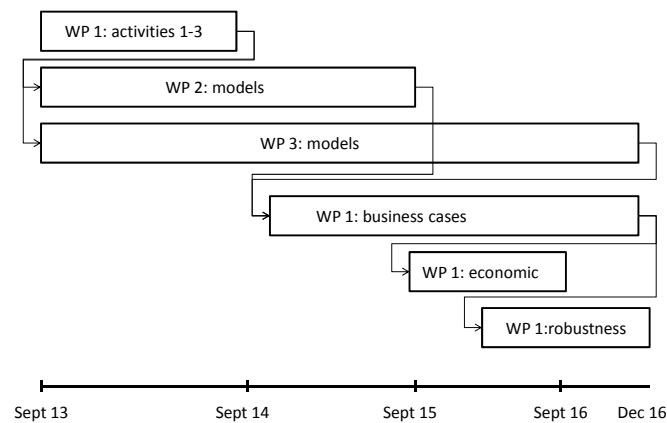 WP 1: activities 1-3
WP 2: models
WP 3: models
WP 1: business cases
WP 1: economic
WP 1:robustness
Sept 13 Sept 14 Sept 15 Sept 16 Dec 16